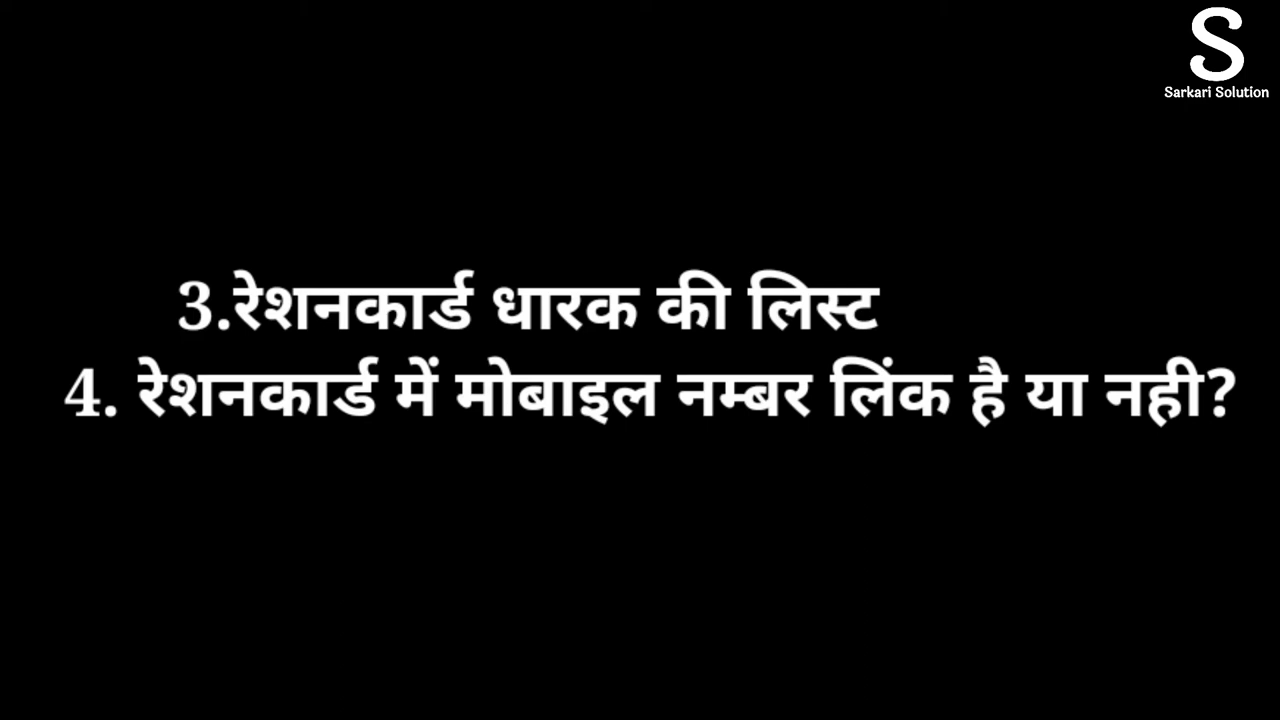 S
Sarkari Solution
3.रेशनकार्ड धारक की लिस्ट
4. रेशनकार्ड में मोबाइल नम्बर लिंक है या नही?